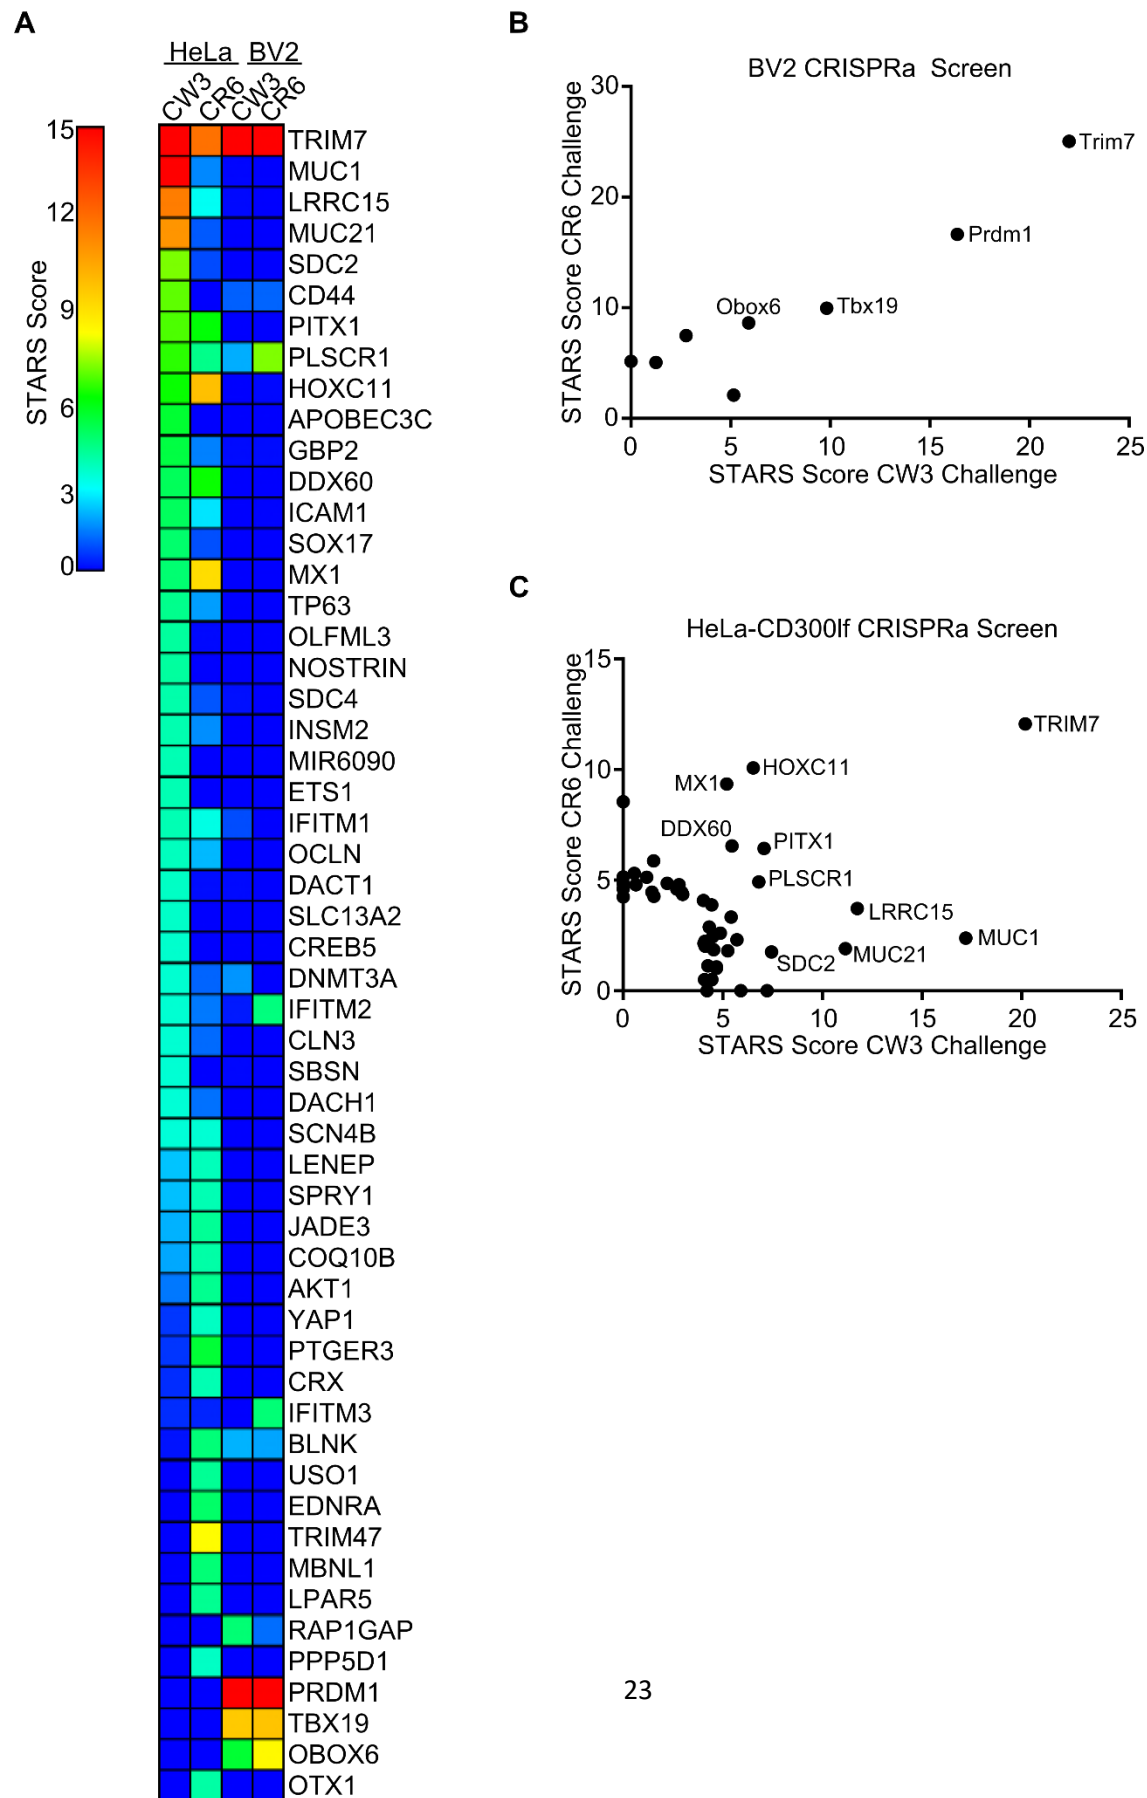 A
HeLa BV2
CW3 CR6 CW3 CR6
STARS Score
15
12
9
6
3
0
TRIM7
MUC1
LRRC15
MUC21
SDC2
CD44
PITX1
PLSCR1
HOXC11
APOBEC3C
GBP2
DDX60
ICAM1
SOX17
MX1
TP63
OLFML3
NOSTRIN
SDC4
INSM2
MIR6090
ETS1
IFITM1
OCLN
DACT1
SLC13A2
CREB5
DNMT3A
IFITM2
CLN3
SBSN
DACH1
SCN4B
LENEP
SPRY1
JADE3
COQ10B
AKT1
YAP1
PTGER3
CRX
IFITM3
BLNK
USO1
EDNRA
TRIM47
MBNL1
LPAR5
RAP1GAP
PPP5D1
PRDM1
TBX19
OBOX6
OTX1
B
BV2 CRISPRa Screen
STARS Score CR6 Challenge
30
20
10
0
Trim7
Prdm1
Obox6
Tbx19
0 5 10 15 20 25
STARS Score CW3 Challenge
C
HeLa-CD300lf CRISPRa Screen
STARS Score CR6 Challenge
15
10
5
0
TRIM7
HOXC11
MX1
DDX60
PITX1
PLSCR1
LRRC15
MUC1
MUC21
SDC2
0 5 10 15 20 25
STARS Score CW3 Challenge
23